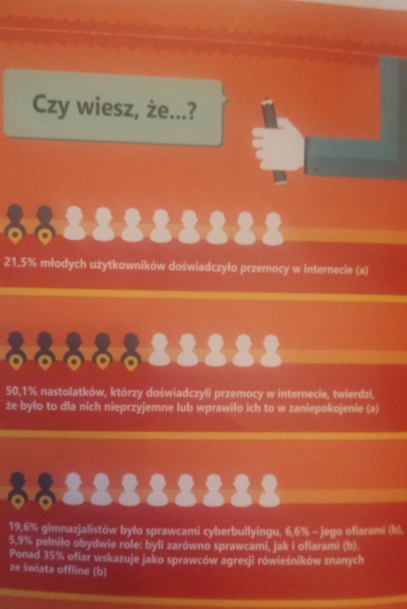 Czy wiesz, że...?
21,5% młodych użytkowników doświadczyło przemocy w internecie (a)
50,1% nastolatków, którzy doświadczyli przemocy w internecie, twierdzi,
że było to dla nich nieprzyjemne lub wprawiło ich to w zaniepokojenie (a)
19,6% gimnazjalistów było sprawcami cyberbullyingu, 6,6% – jego ofiarami (b).
5,9% pełniło obydwie role: byli zarówno sprawcami, jak i ofiarami (b).
Ponad 35% ofiar wskazuje jako sprawców agresji rówieśników znanych
ze świata offline (b)